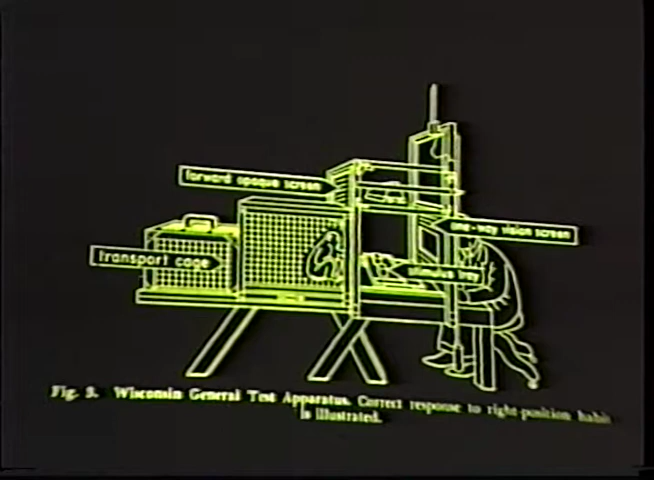 forward opaque screen
one-way vision screen
transport cage
stimulus tray
Fig. 3. Wisconsin General Test Apparatus. Correct response to right-position habit
is illustrated.